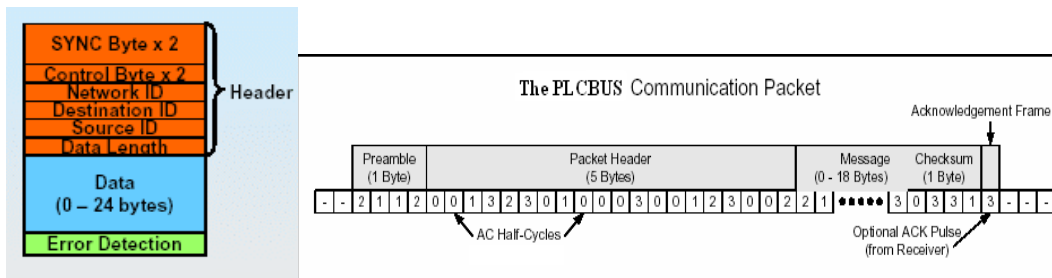 SYNC Byte x 2
Control Byte x 2
Network ID
Destination ID
Source ID
Data Length
Header
Data
(0 – 24 bytes)
Error Detection
The PLCBUS Communication Packet
Acknowledgement Frame
Preamble
(1 Byte)
Packet Header
(5 Bytes)
Message
(0 - 18 Bytes)
Checksum
(1 Byte)
- - 2 1 1 2 0 0 1 3 2 3 0 1 0 0 0 3 0 0 1 2 3 0 0 2 2 1 ••••• 3 0 3 3 1 3 - - -
AC Half-Cycles
Optional ACK Pulse
(from Receiver)